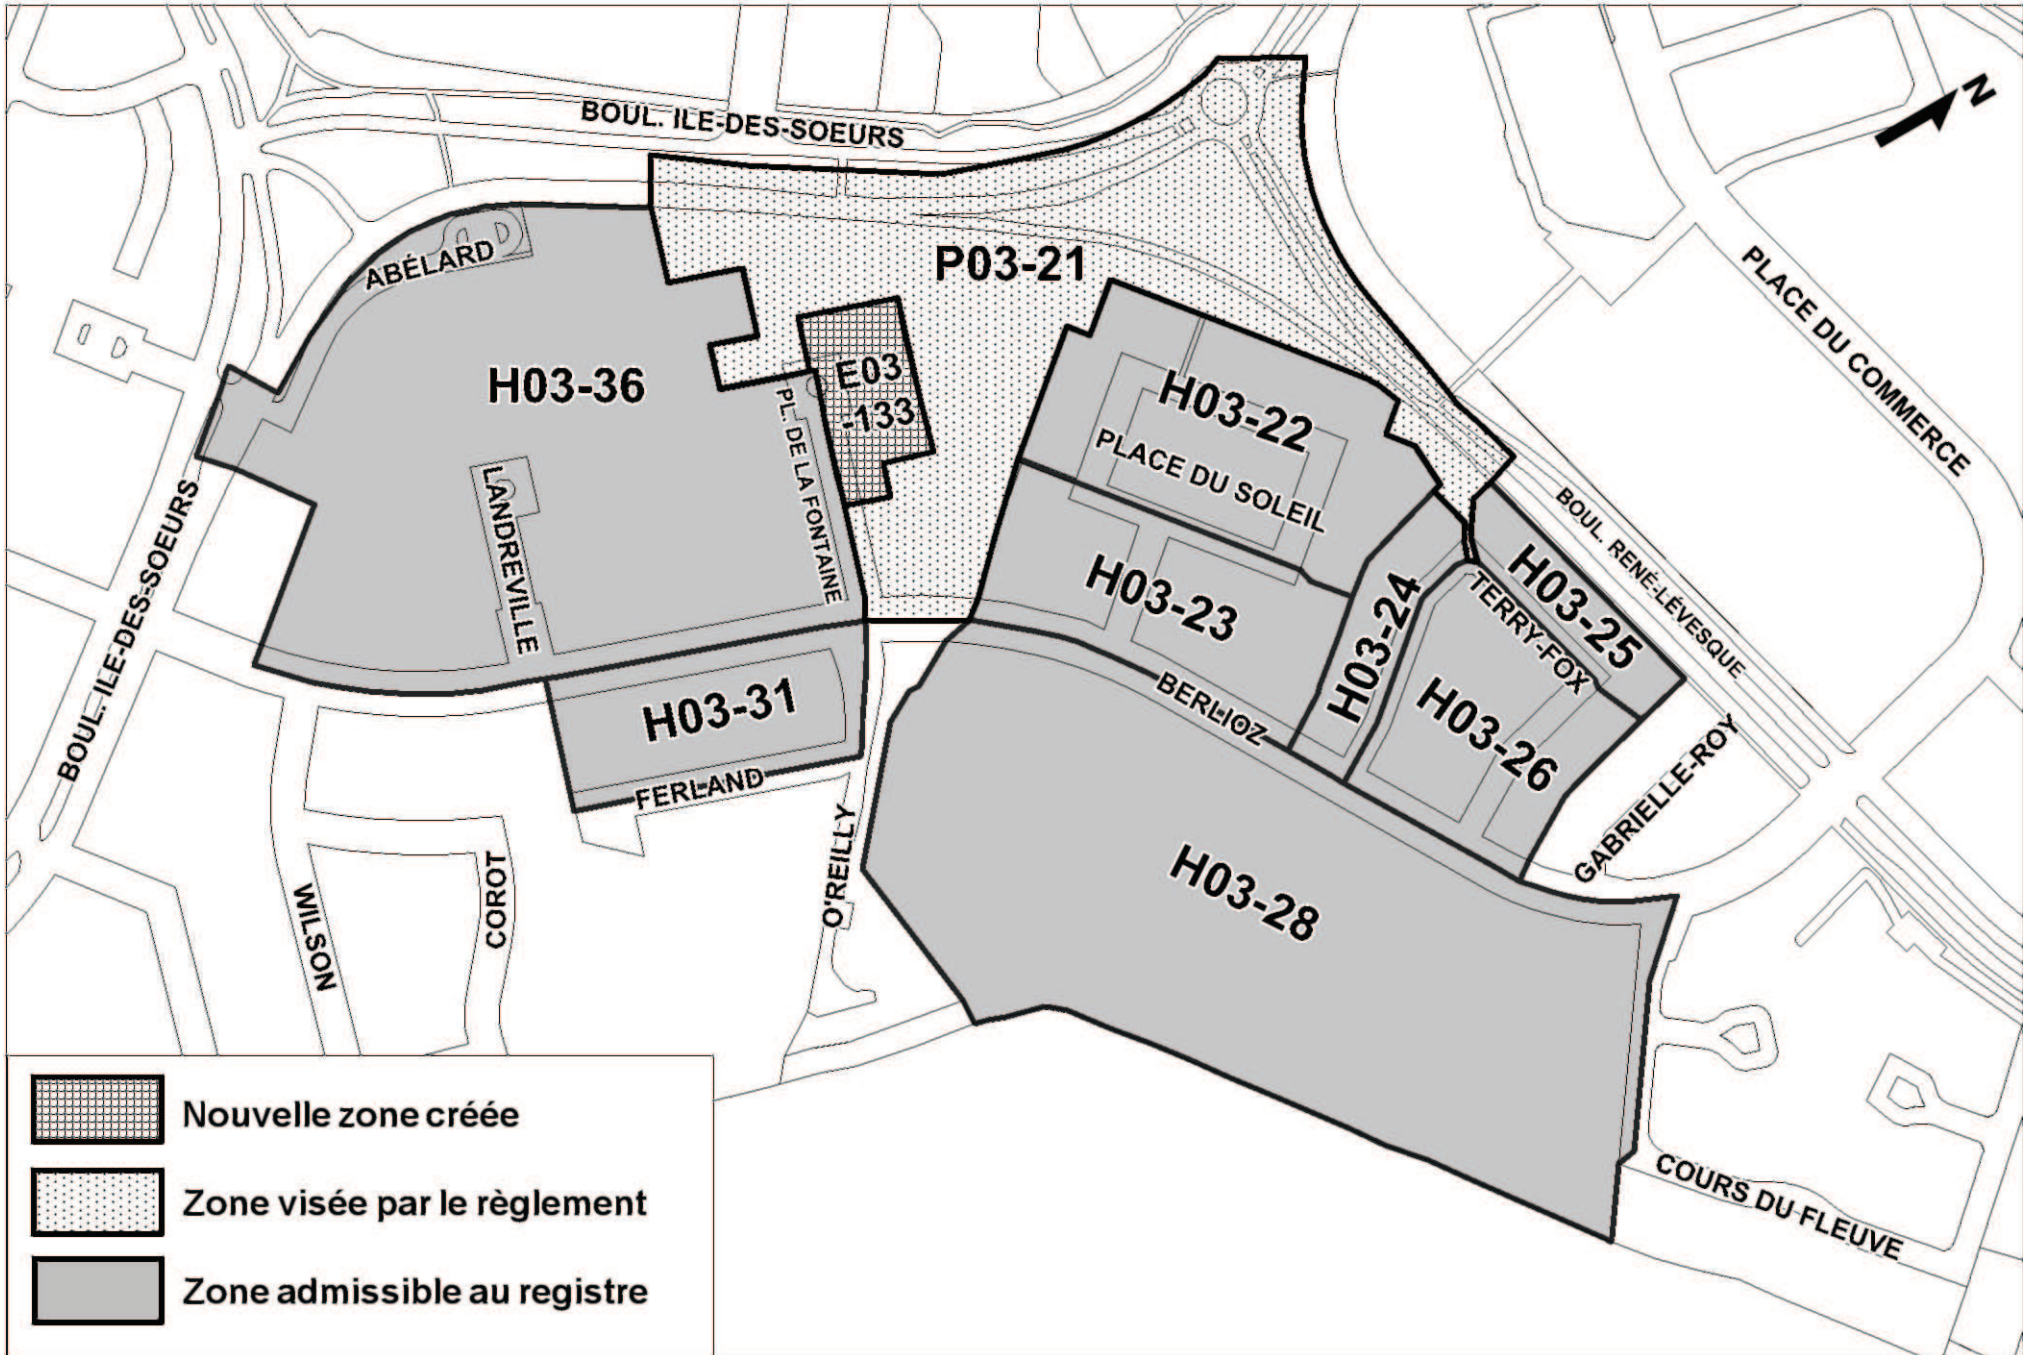 BOUL. ILE-DES-SOEURS
N
ABÉLARD
P03-21
PLACE DU COMMERCE
H03-36
E03
-133
H03-22
PLACE DU SOLEIL
PL. DE LA FONTAINE
LANDREVILLE
BOUL. ILE-DES-SOEURS
BOUL. RENÉ-LÉVESQUE
H03-23
H03-24
H03-25
TERRY-FOX
H03-26
H03-31
BERLIOZ
FERLAND
GABRIELLE-ROY
O'REILLY
H03-28
COROT
WILSON
COURS DU FLEUVE
Nouvelle zone créée
Zone visée par le règlement
Zone admissible au registre